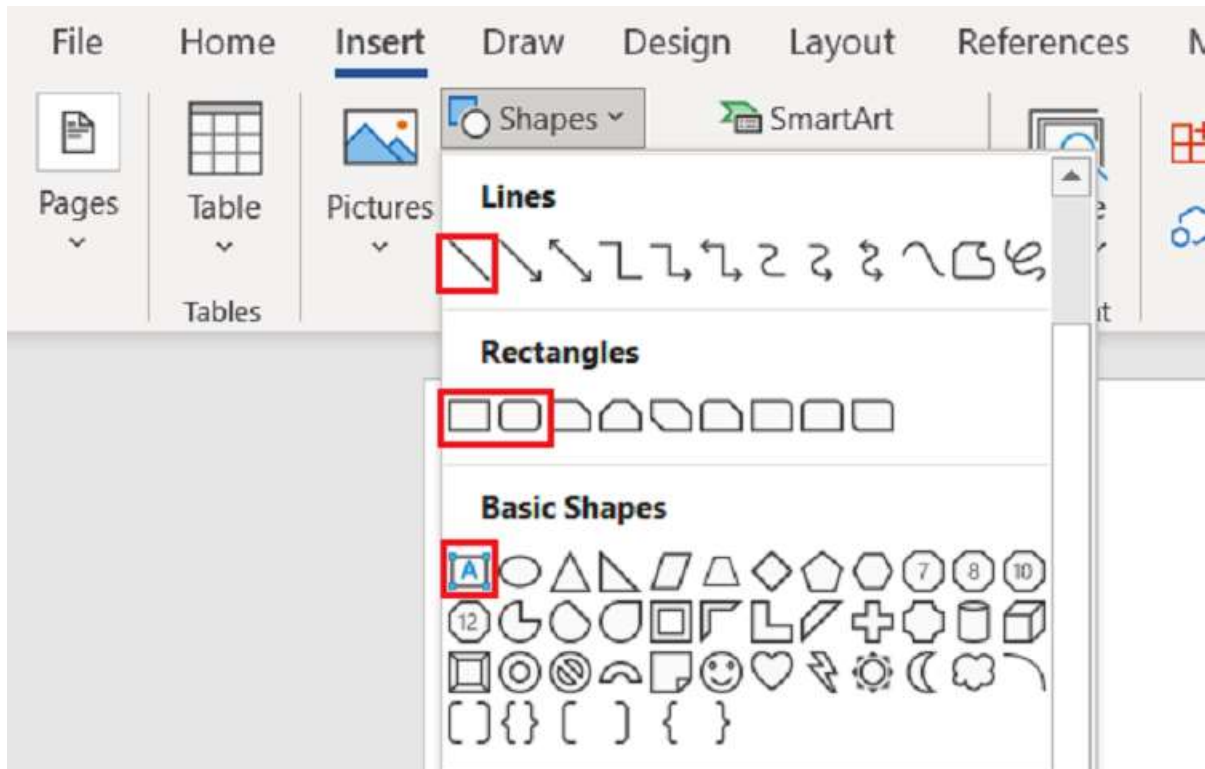 File Home Insert Draw Design Layout References
Shapes SmartArt
Pages Table Pictures
Lines
Tables
Rectangles
Basic Shapes
A 7 8 10
12